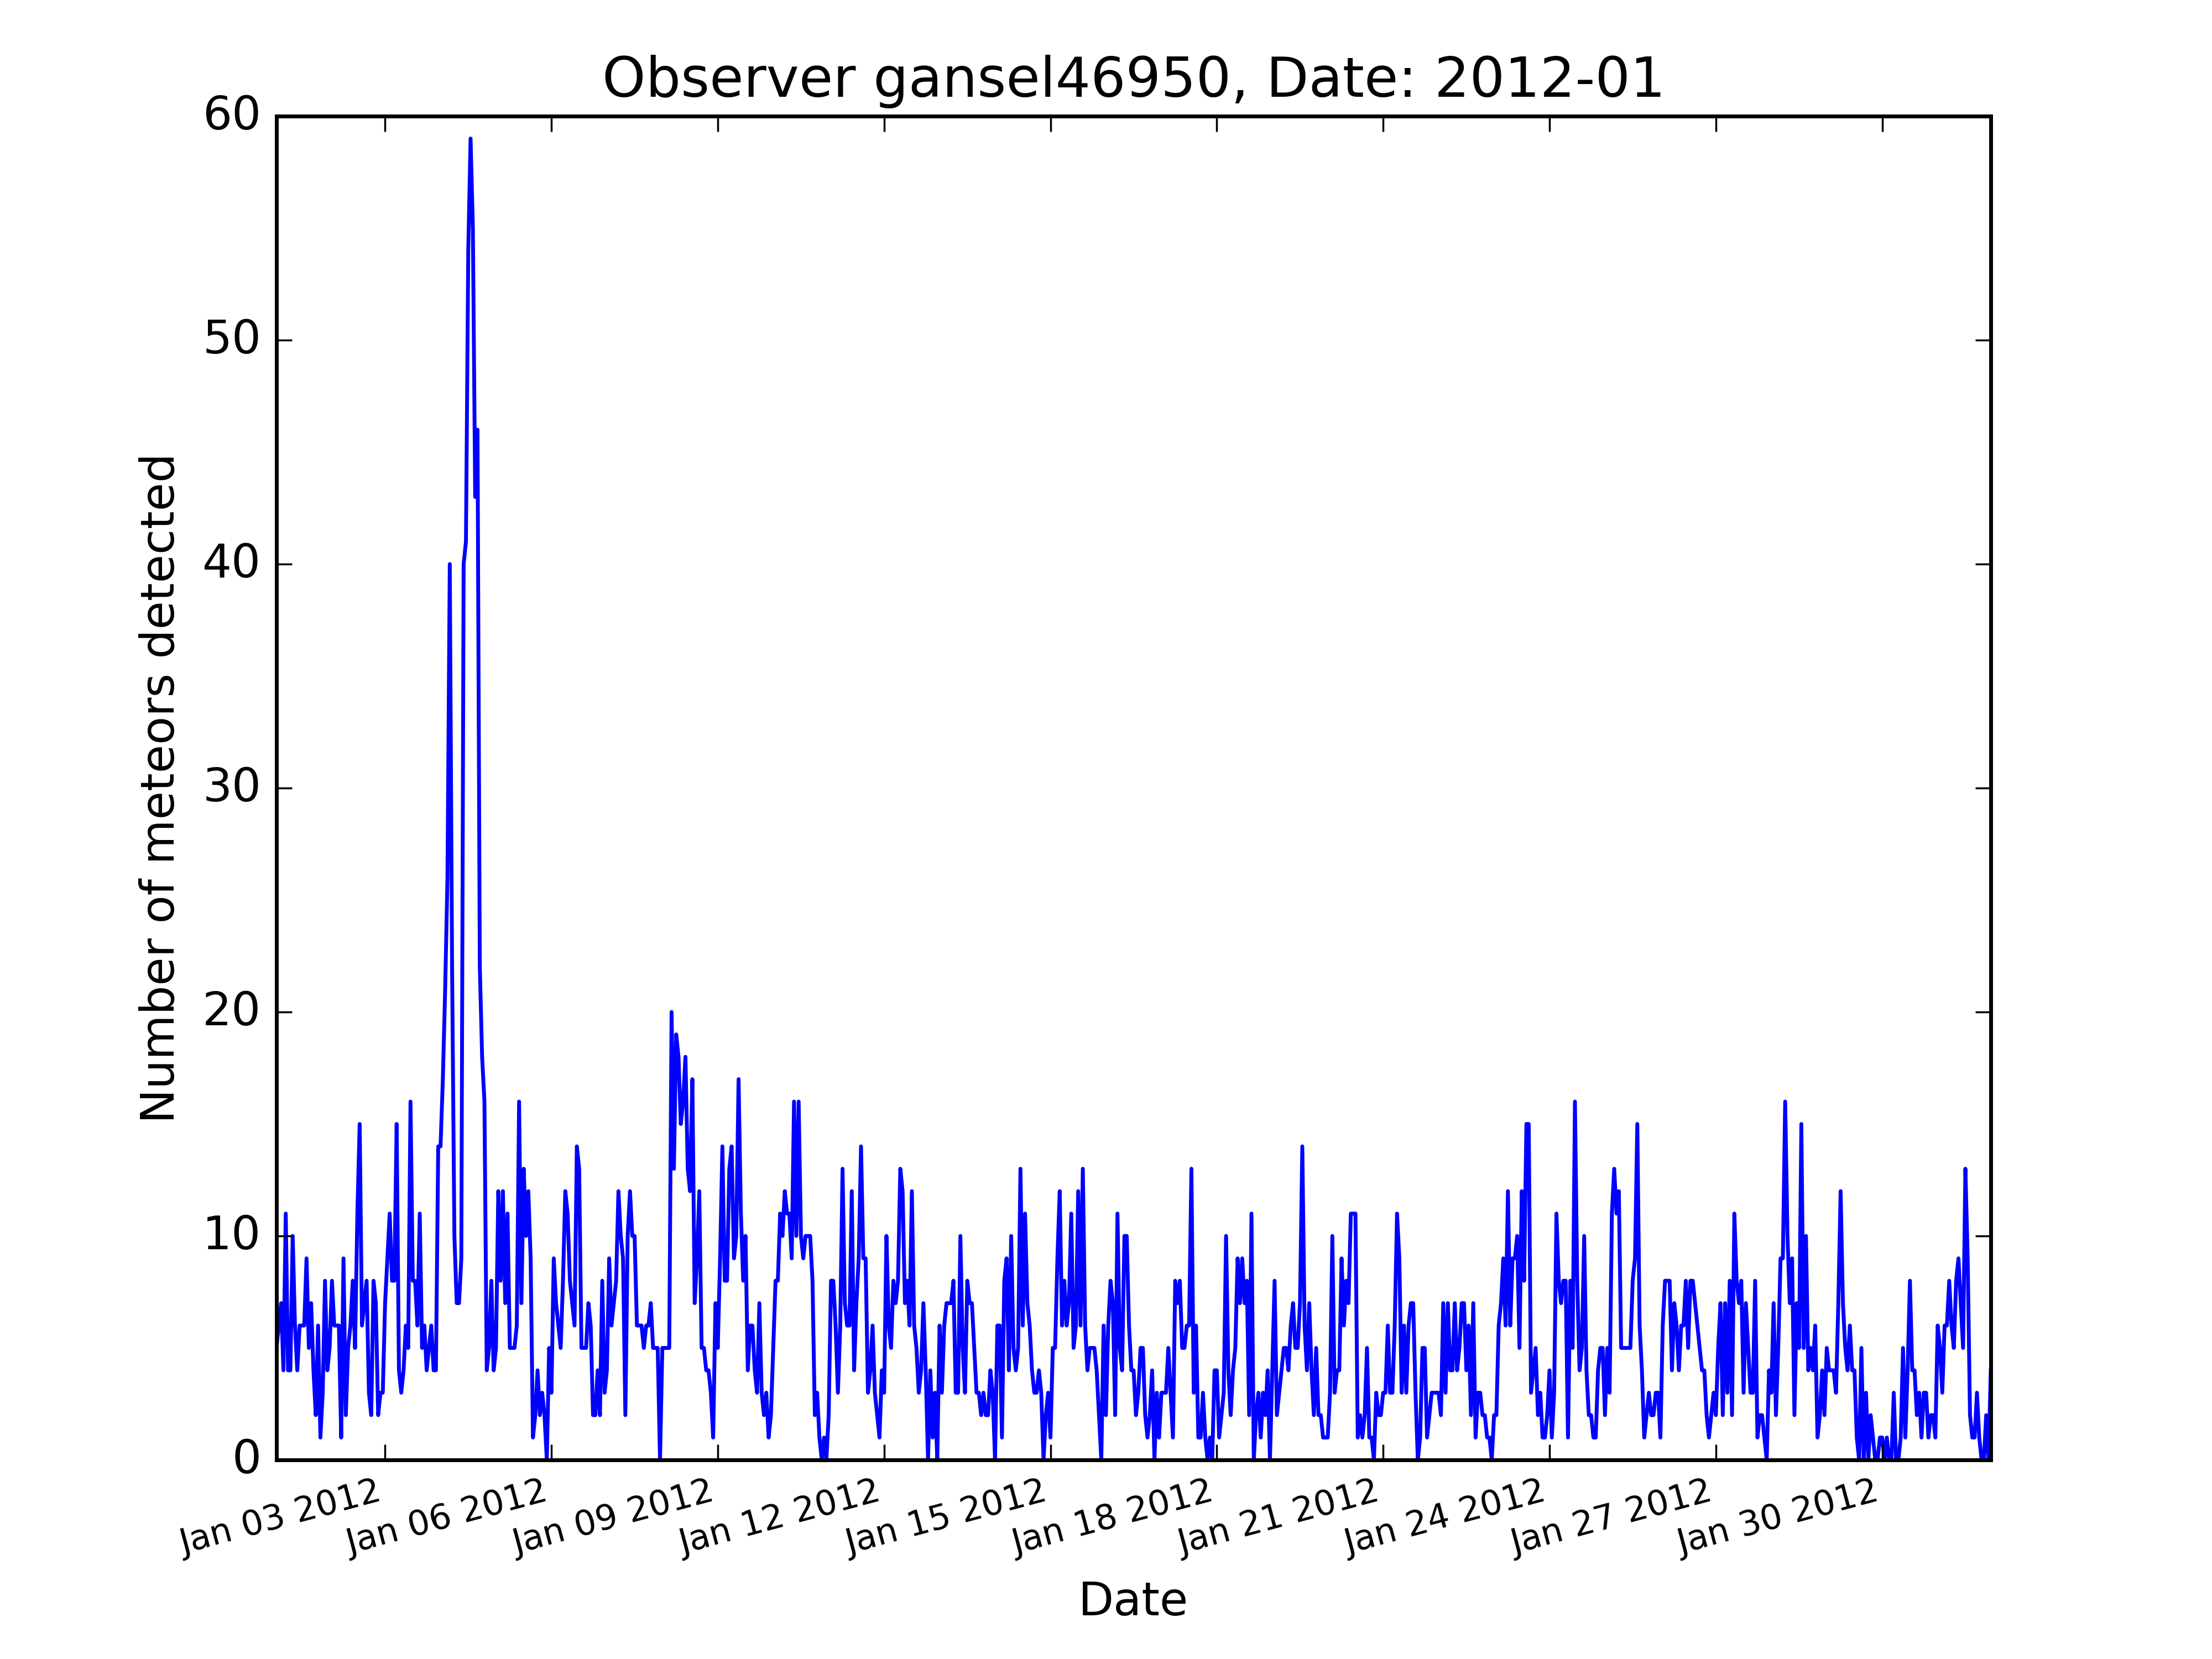 Observer gansel46950, Date: 2012-01
60
50
40
30
20
10
0
Number of meteors detected
Jan 03 2012
Jan 06 2012
Jan 09 2012
Jan 12 2012
Jan 15 2012
Jan 18 2012
Jan 21 2012
Jan 24 2012
Jan 27 2012
Jan 30 2012
Date